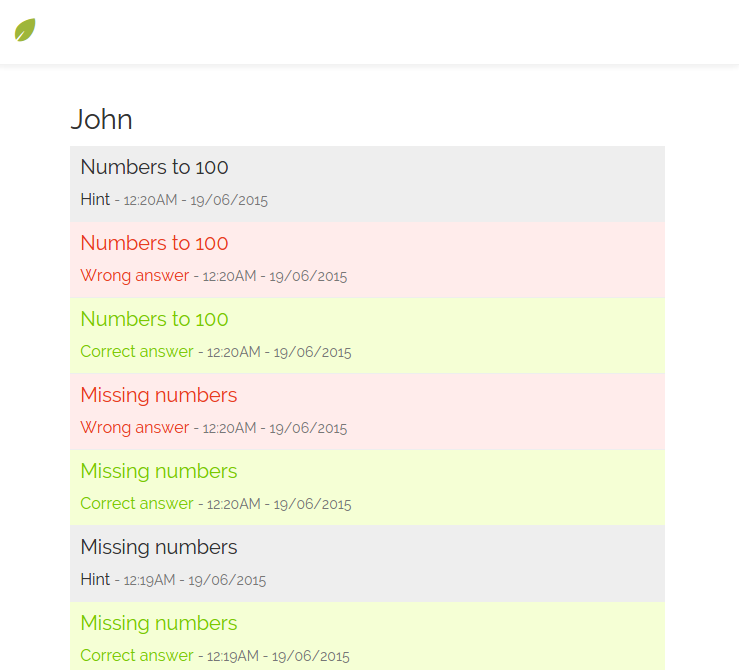 John
Numbers to 100
Hint - 12:20AM - 19/06/2015
Numbers to 100
Wrong answer - 12:20AM - 19/06/2015
Numbers to 100
Correct answer - 12:20AM - 19/06/2015
Missing numbers
Wrong answer - 12:20AM - 19/06/2015
Missing numbers
Correct answer - 12:20AM - 19/06/2015
Missing numbers
Hint - 12:19AM - 19/06/2015
Missing numbers
Correct answer - 12:19AM - 19/06/2015